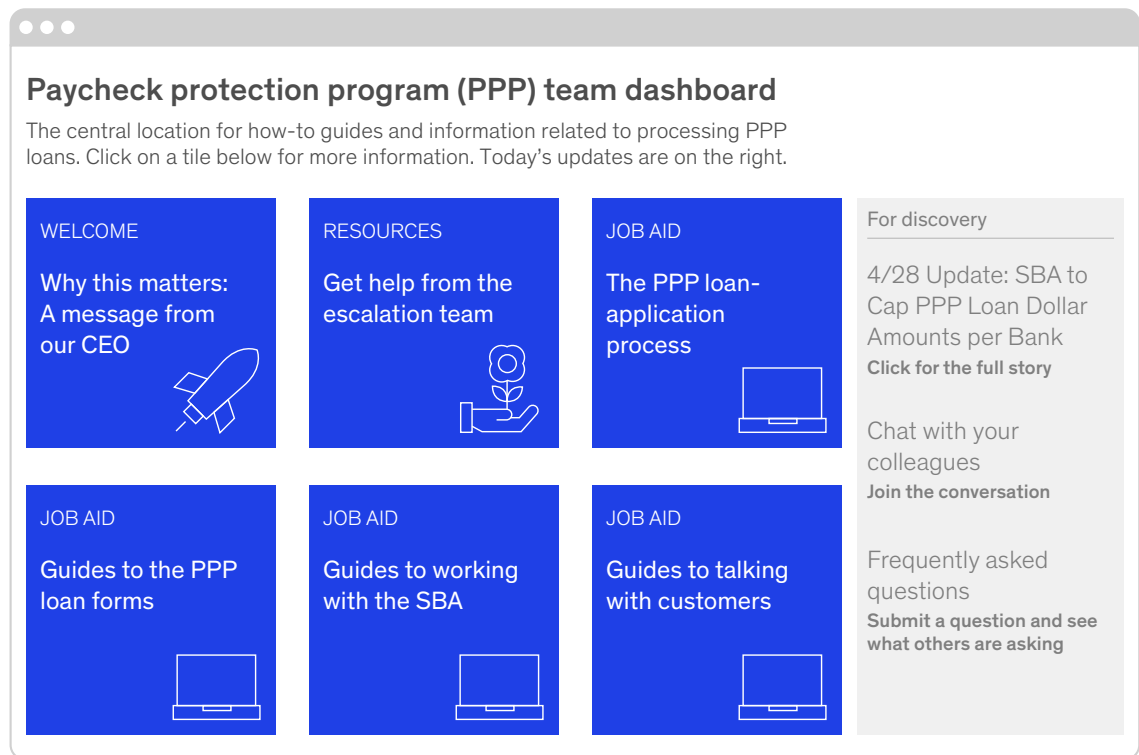 Paycheck protection program (PPP) team dashboard
The central location for how-to guides and information related to processing PPP
loans. Click on a tile below for more information. Today's updates are on the right.
WELCOME
Why this matters:
A message from
our CEO
RESOURCES
Get help from the
escalation team
JOB AID
The PPP loan-
application
process
JOB AID
Guides to the PPP
loan forms
JOB AID
Guides to working
with the SBA
JOB AID
Guides to talking
with customers
For discovery
4/28 Update: SBA to
Cap PPP Loan Dollar
Amounts per Bank
Click for the full story
Chat with your
colleagues
Join the conversation
Frequently asked
questions
Submit a question and see
what others are asking